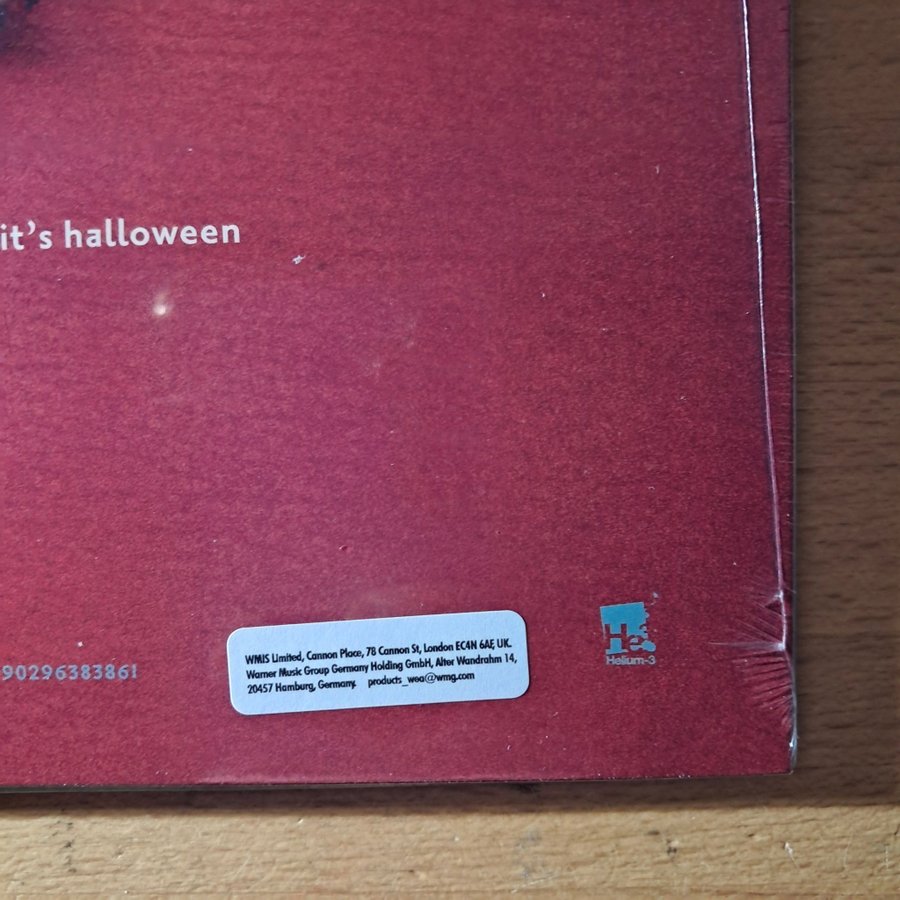 it's halloween
90296383861
WMIS Limited, Cannon Place, 78 Cannon St, London EC4N 6AF, UK.
Warner Music Group Germany Holding GmbH, Alter Wandrahm 14,
20457 Hamburg, Germany. products_wea@wmg.com
He3
Helium-3